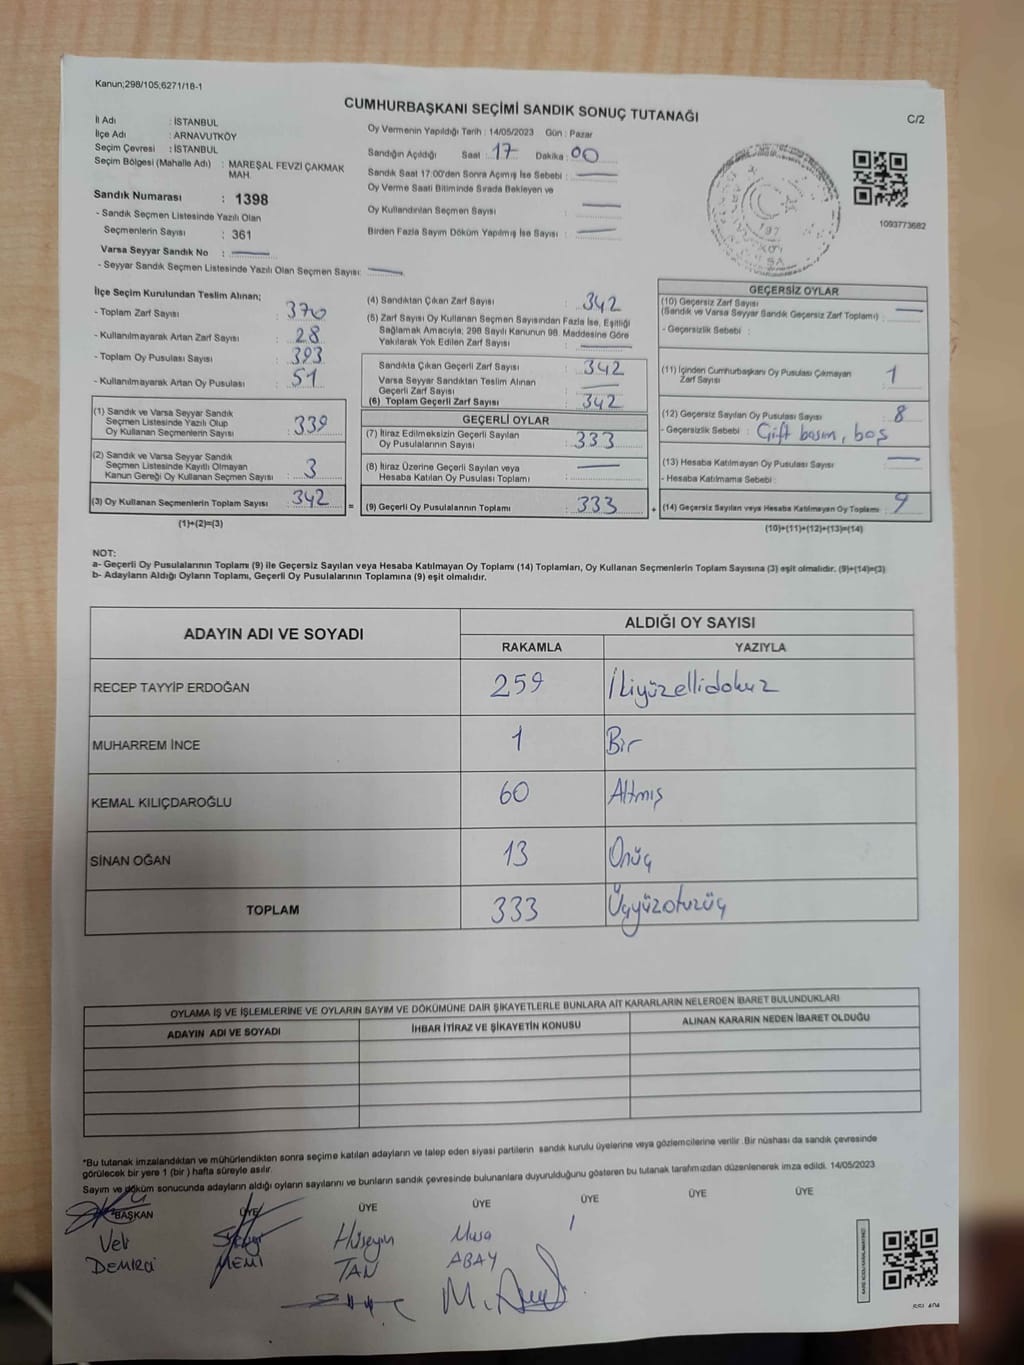 Kanun;298/105;6271/18-1
CUMHURBAŞKANI SEÇİMİ SANDIK SONUÇ TUTANAĞI
C/2
İl Adı : İSTANBUL
İlçe Adı : ARNAVUTKÖY
Seçim Çevresi : İSTANBUL
Seçim Bölgesi (Mahalle Adı) : MAREŞAL FEVZİ ÇAKMAK
MAH.
Sandık Numarası : 1398
- Sandık Seçmen Listesinde Yazılı Olan
Seçmenlerin Sayısı : 361
Varsa Seyyar Sandık No :
- Seyyar Sandık Seçmen Listesinde Yazılı Olan Seçmen Sayısı:
Oy Vermenin Yapıldığı Tarih : 14/05/2023 Gün : Pazar
Sandığın Açıldığı Saat : 17 Dakika : 00
Sandık Saat 17:00'den Sonra Açımış İse Sebebi :
Oy Verme Saati Bitiminde Sırada Bekleyen ve
Oy Kullandırılan Seçmen Sayısı :
Birden Fazla Sayım Döküm Yapılmış İse Sayısı :
1093773682
İlçe Seçim Kurulundan Teslim Alınan;
- Toplam Zarf Sayısı : 370
- Kullanılmayarak Artan Zarf Sayısı : 28
- Toplam Oy Pusulası Sayısı : 393
- Kullanılmayarak Artan Oy Pusulası : 51
(1) Sandık ve Varsa Seyyar Sandık
Seçmen Listesinde Yazılı Olup
Oy Kullanan Seçmenlerin Sayısı : 339
(2) Sandık ve Varsa Seyyar Sandık
Seçmen Listesinde Kayıtlı Olmayan
Kanun Gereği Oy Kullanan Seçmen Sayısı : 3
(3) Oy Kullanan Seçmenlerin Toplam Sayısı : 342
(1)+(2)=(3)
(4) Sandıktan Çıkan Zarf Sayısı : 342
(5) Zarf Sayısı Oy Kullanan Seçmen Sayısından Fazla İse, Eşitliği
Sağlamak Amacıyla, 298 Sayılı Kanunun 98. Maddesine Göre
Yakılarak Yok Edilen Zarf Sayısı :
Sandıkta Çıkan Geçerli Zarf Sayısı : 342
Varsa Seyyar Sandıktan Teslim Alınan
Geçerli Zarf Sayısı :
(6) Toplam Geçerli Zarf Sayısı : 342
GEÇERLİ OYLAR
(7) İtiraz Edilmeksizin Geçerli Sayılan
Oy Pusulalarının Sayısı : 333
(8) İtiraz Üzerine Geçerli Sayılan veya
Hesaba Katılan Oy Pusulası Toplamı :
= (9) Geçerli Oy Pusulalarının Toplamı : 333 +
GEÇERSİZ OYLAR
(10) Geçersiz Zarf Sayısı
(Sandık ve Varsa Seyyar Sandık Geçersiz Zarf Toplamı) :
- Geçersizlik Sebebi :
(11) İçinden Cumhurbaşkanı Oy Pusulası Çıkmayan
Zarf Sayısı : 1
(12) Geçersiz Sayılan Oy Pusulası Sayısı : 8
- Geçersizlik Sebebi : Çift basım, boş
(13) Hesaba Katılmayan Oy Pusulası Sayısı :
- Hesaba Katılmama Sebebi :
(14) Geçersiz Sayılan veya Hesaba Katılmayan Oy Toplamı : 9
(10)+(11)+(12)+(13)=(14)
NOT:
a- Geçerli Oy Pusulalarının Toplamı (9) ile Geçersiz Sayılan veya Hesaba Katılmayan Oy Toplamı (14) Toplamları, Oy Kullanan Seçmenlerin Toplam Sayısına (3) eşit olmalıdır. (9)+(14)=(3)
b- Adayların Aldığı Oyların Toplamı, Geçerli Oy Pusulalarının Toplamına (9) eşit olmalıdır.
ADAYIN ADI VE SOYADI
ALDIĞI OY SAYISI
RAKAMLA YAZIYLA
RECEP TAYYİP ERDOĞAN 259 İkiyüzellidokuz
MUHARREM İNCE 1 Bir
KEMAL KILIÇDAROĞLU 60 Altmış
SİNAN OĞAN 13 Onüç
TOPLAM 333 Üçyüzotuzüç
OYLAMA İŞ VE İŞLEMLERİNE VE OYLARIN SAYIM VE DÖKÜMÜNE DAİR ŞİKAYETLERLE BUNLARA AİT KARARLARIN NELERDEN İBARET BULUNDUKLARI
ADAYIN ADI VE SOYADI İHBAR İTİRAZ VE ŞİKAYETİN KONUSU ALINAN KARARIN NEDEN İBARET OLDUĞU
*Bu tutanak imzalandıktan ve mühürlendikten sonra seçime katılan adayların ve talep eden siyasi partilerin sandık kurulu üyelerine veya gözlemcilerine verilir .Bir nüshası da sandık çevresinde
görülecek bir yere 1 (bir ) hafta süreyle asılır.
Sayım ve döküm sonucunda adayların aldığı oyların sayılarını ve bunların sandık çevresinde bulunanlara duyurulduğunu gösteren bu tutanak tarafımızdan düzenlenerek imza edildi. 14/05/2023
BAŞKAN ÜYE ÜYE ÜYE ÜYE ÜYE ÜYE
Hüseyin Musa
TAN ABAY